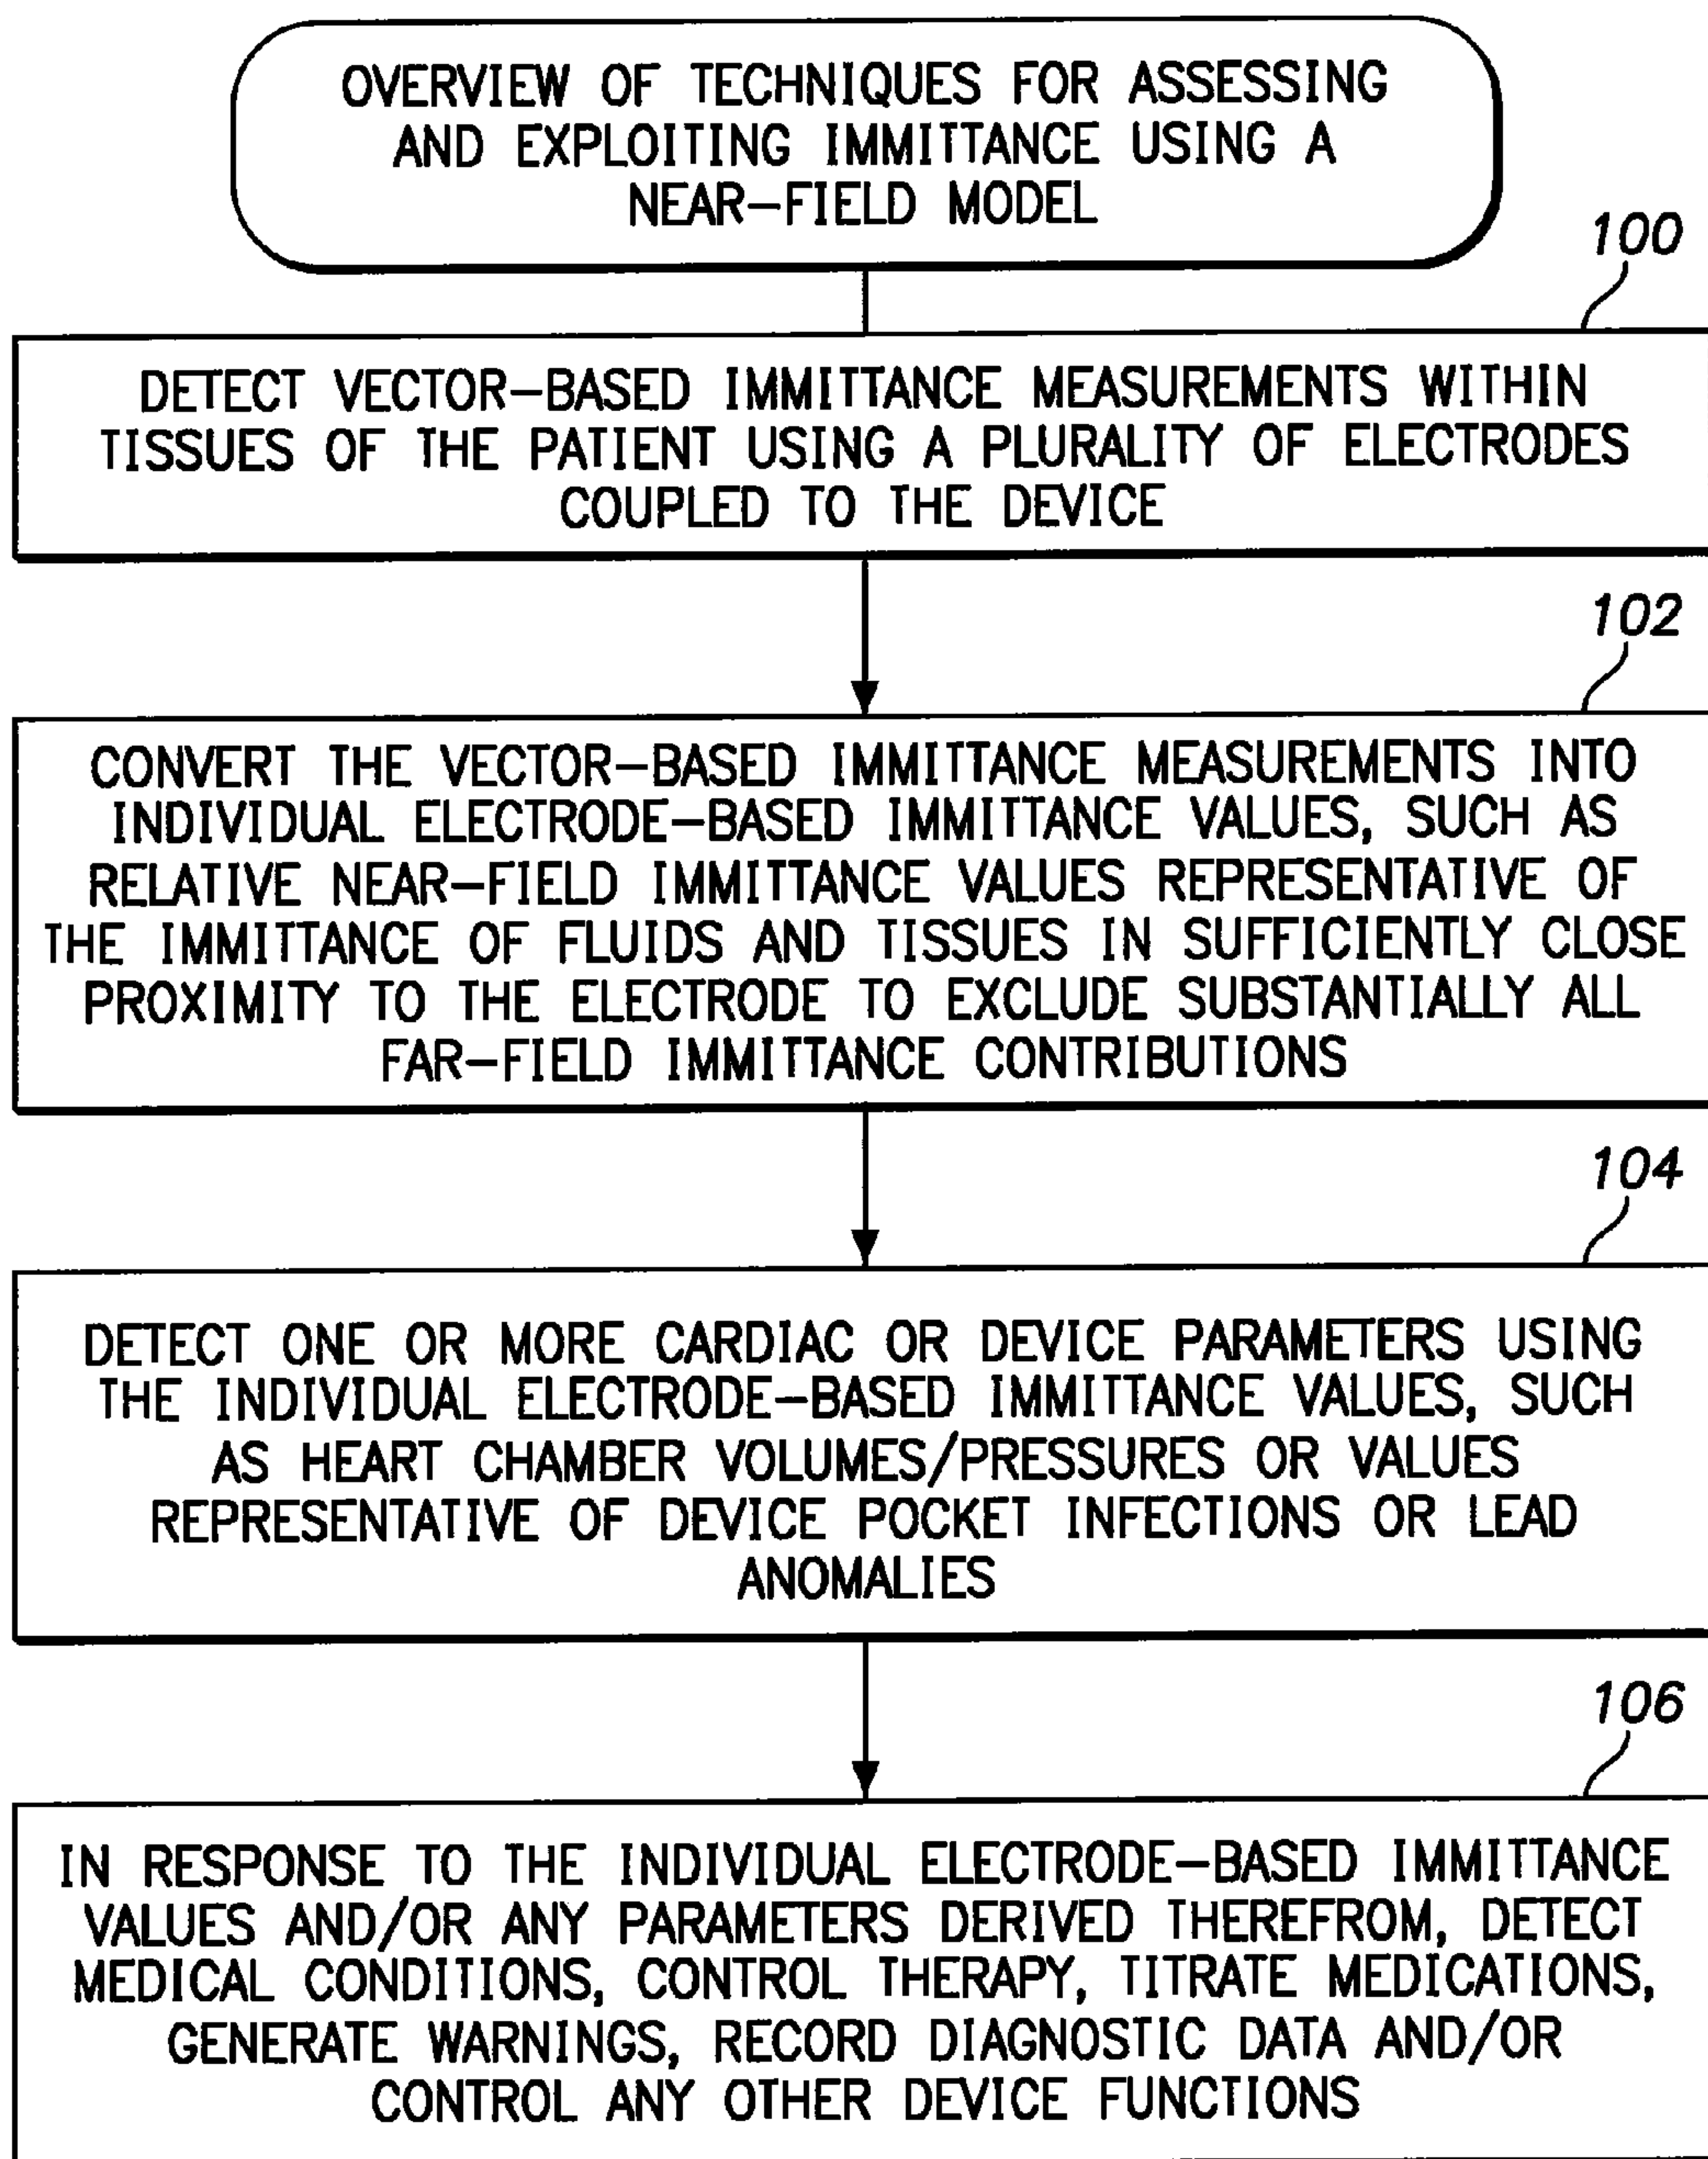 OVERVIEW OF TECHNIQUES FOR ASSESSING
AND EXPLOITING IMMITTANCE USING A
NEAR-FIELD MODEL
100
DETECT VECTOR-BASED IMMITTANCE MEASUREMENTS WITHIN
TISSUES OF THE PATIENT USING A PLURALITY OF ELECTRODES
COUPLED TO THE DEVICE
102
CONVERT THE VECTOR-BASED IMMITTANCE MEASUREMENTS INTO
INDIVIDUAL ELECTRODE-BASED IMMITTANCE VALUES, SUCH AS
RELATIVE NEAR-FIELD IMMITTANCE VALUES REPRESENTATIVE OF
THE IMMITTANCE OF FLUIDS AND TISSUES IN SUFFICIENTLY CLOSE
PROXIMITY TO THE ELECTRODE TO EXCLUDE SUBSTANTIALLY ALL
FAR-FIELD IMMITTANCE CONTRIBUTIONS
104
DETECT ONE OR MORE CARDIAC OR DEVICE PARAMETERS USING
THE INDIVIDUAL ELECTRODE-BASED IMMITTANCE VALUES, SUCH
AS HEART CHAMBER VOLUMES/PRESSURES OR VALUES
REPRESENTATIVE OF DEVICE POCKET INFECTIONS OR LEAD
ANOMALIES
106
IN RESPONSE TO THE INDIVIDUAL ELECTRODE-BASED IMMITTANCE
VALUES AND/OR ANY PARAMETERS DERIVED THEREFROM, DETECT
MEDICAL CONDITIONS, CONTROL THERAPY, TITRATE MEDICATIONS,
GENERATE WARNINGS, RECORD DIAGNOSTIC DATA AND/OR
CONTROL ANY OTHER DEVICE FUNCTIONS